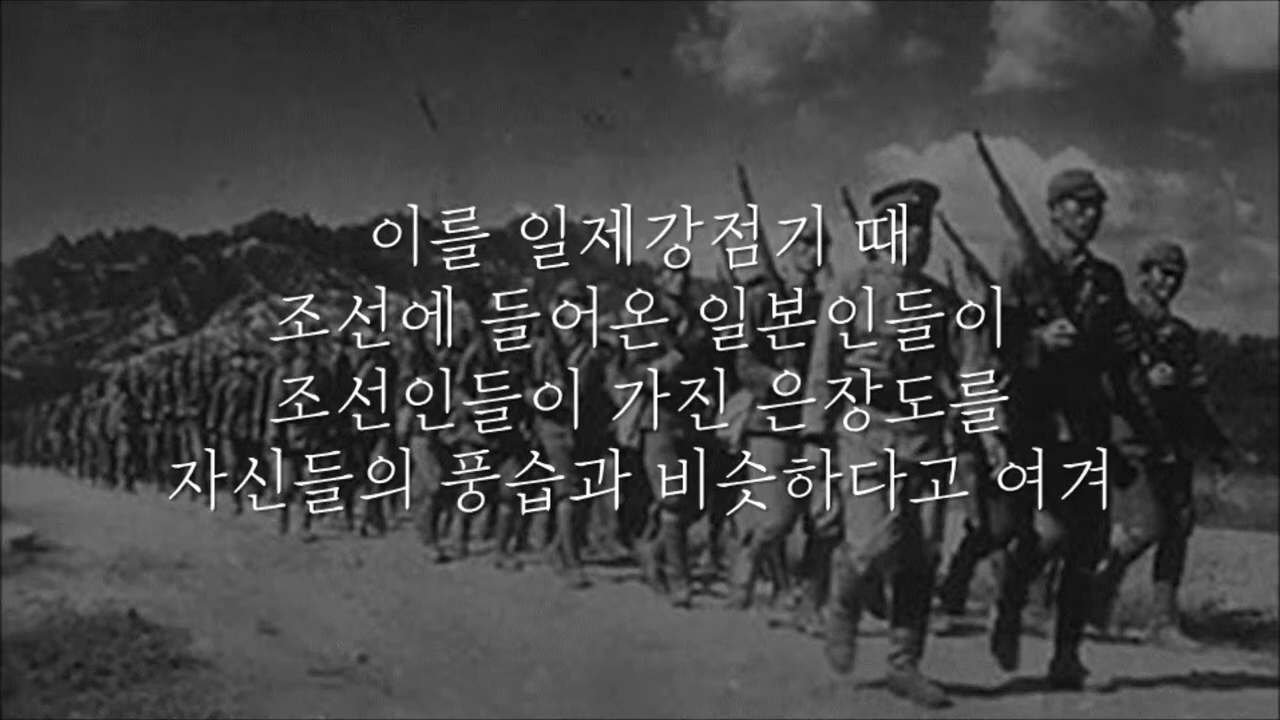 이를 일제강점기 때
조선에 들어온 일본인들이
조선인들이 가진 은장도를
자신들의 풍습과 비슷하다고 여겨